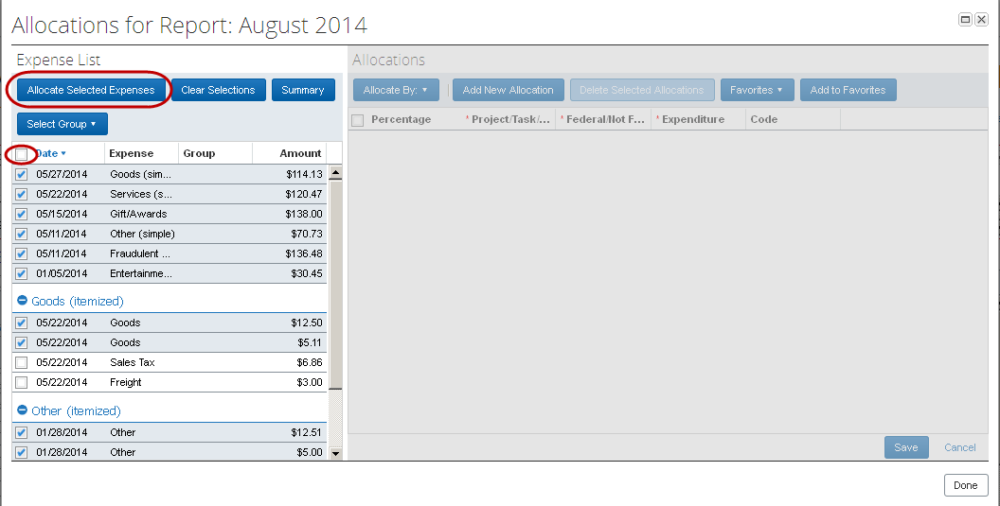 Allocations for Report: August 2014
Expense List
Allocate Selected Expenses Clear Selections Summary
Select Group
Date Expense Group Amount
05/27/2014 Goods (sim... $114.13
05/22/2014 Services (s... $120.47
05/15/2014 Gift/Awards $138.00
05/11/2014 Other (simple) $70.73
05/11/2014 Fraudulent ... $136.48
01/05/2014 Entertainme... $30.45
Goods (itemized)
05/22/2014 Goods $12.50
05/22/2014 Goods $5.11
05/22/2014 Sales Tax $6.86
05/22/2014 Freight $3.00
Other (itemized)
01/28/2014 Other $12.51
01/28/2014 Other $5.00
Allocations
Allocate By: Add New Allocation Delete Selected Allocations Favorites Add to Favorites
Percentage *Project/Task/... *Federal/Not F... *Expenditure Code
Save Cancel
Done